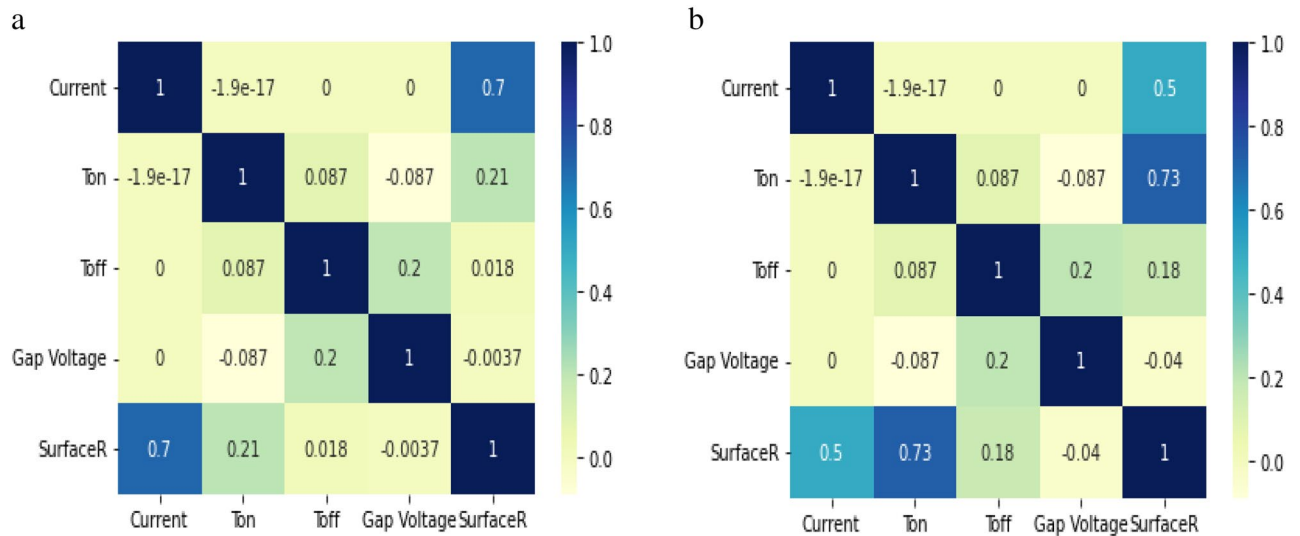 a
Current 1 -1.9e-17 0 0 0.7
Ton -1.9e-17 1 0.087 -0.087 0.21
Toff 0 0.087 1 0.2 0.018
Gap Voltage 0 -0.087 0.2 1 -0.0037
SurfaceR 0.7 0.21 0.018 -0.0037 1
Current Ton Toff Gap Voltage SurfaceR
1.0
0.8
0.6
0.4
0.2
0.0
b
Current 1 -1.9e-17 0 0 0.5
Ton -1.9e-17 1 0.087 -0.087 0.73
Toff 0 0.087 1 0.2 0.18
Gap Voltage 0 -0.087 0.2 1 -0.04
SurfaceR 0.5 0.73 0.18 -0.04 1
Current Ton Toff Gap Voltage SurfaceR
1.0
0.8
0.6
0.4
0.2
0.0